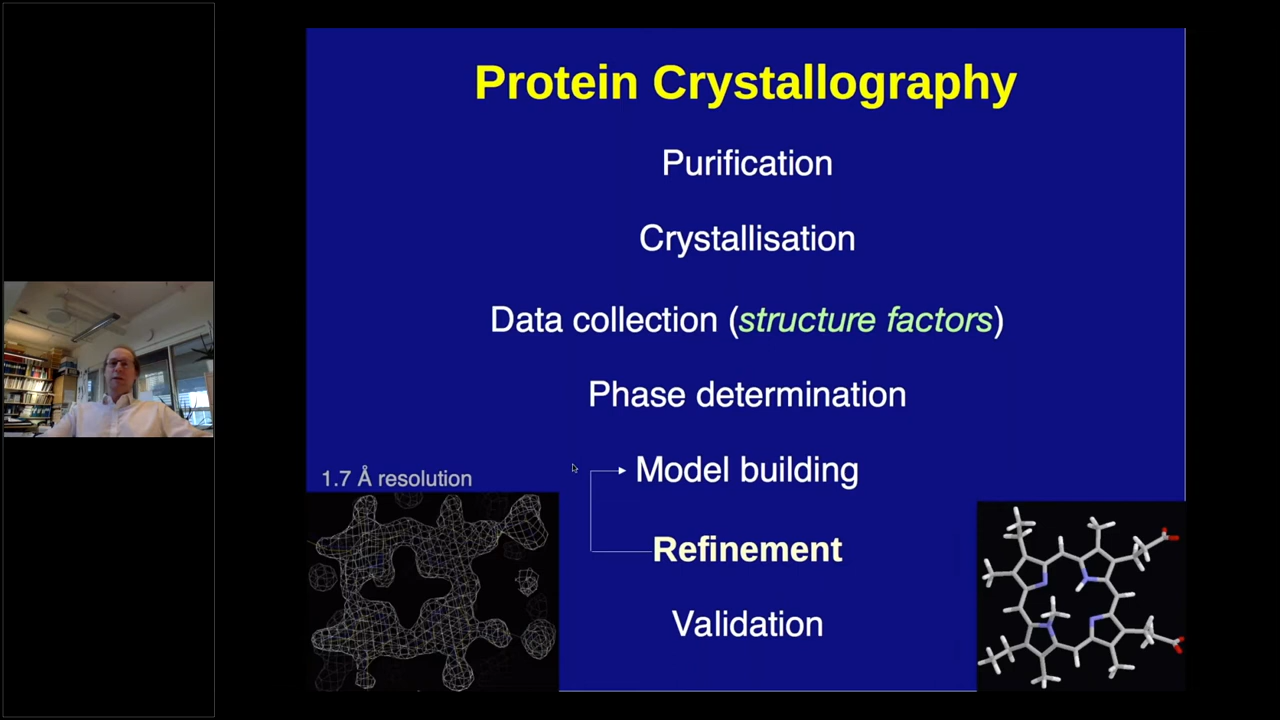 Protein Crystallography
Purification
Crystallisation
Data collection (structure factors)
Phase determination
Model building
1.7 Å resolution
Refinement
Validation